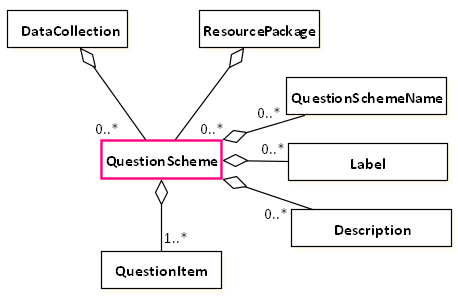 DataCollection
ResourcePackage
QuestionSchemeName
0..*
0..*
0..*
QuestionScheme
0..*
Label
0..*
Description
1..*
QuestionItem